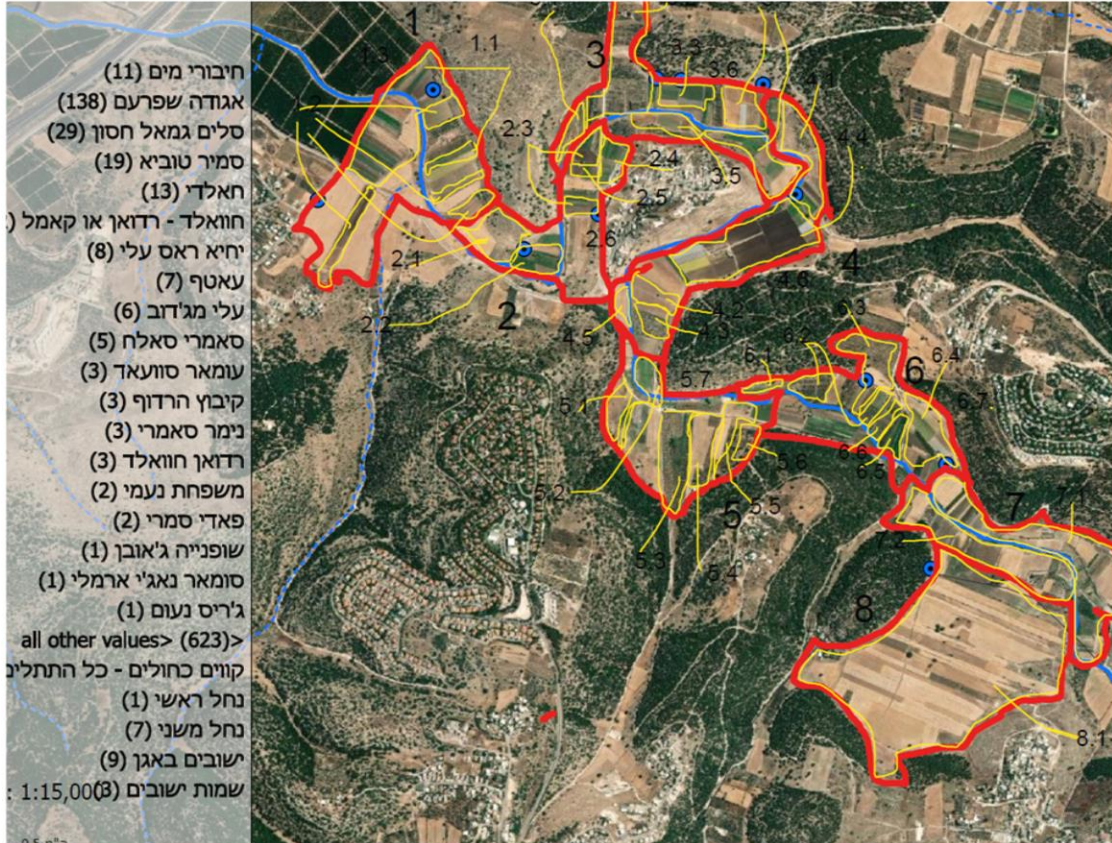 חיבורי מים (11)
אגודה שפרעם (138)
סלים גמאל חסון (29)
סמיר טוביא (19)
חאלדי (13)
חוואלד - רדואן או קאמל (
יחיא ראס עלי (8)
עאטף (7)
עלי מג'דוב (6)
סאמרי סאלח (5)
עומאר סוועאד (3)
קיבוץ הרדוף (3)
נימר סאמרי (3)
רדואן חוואלד (3)
משפחת נעמי (2)
פאדי סמרי (2)
שופנייה ג'אובן (1)
סומאר נאג'י ארמלי (1)
ג'ריס נעום (1)
all other values> (623)>
קווים כחולים - כל התתלים
נחל ראשי (1)
נחל משני (7)
ישובים באגן (9)
שמות ישובים (3)
: 1:15,000
1
1.1
1.3
2
2.1
2.2
2.3
2.4
2.5
2.6
3
3.3
3.5
3.6
4
4.1
4.2
4.3
4.4
4.5
4.6
5
5.1
5.2
5.3
5.4
5.5
5.6
5.7
6
6.1
6.2
6.3
6.4
6.5
6.6
6.7
7
7.1
7.2
8
8.1